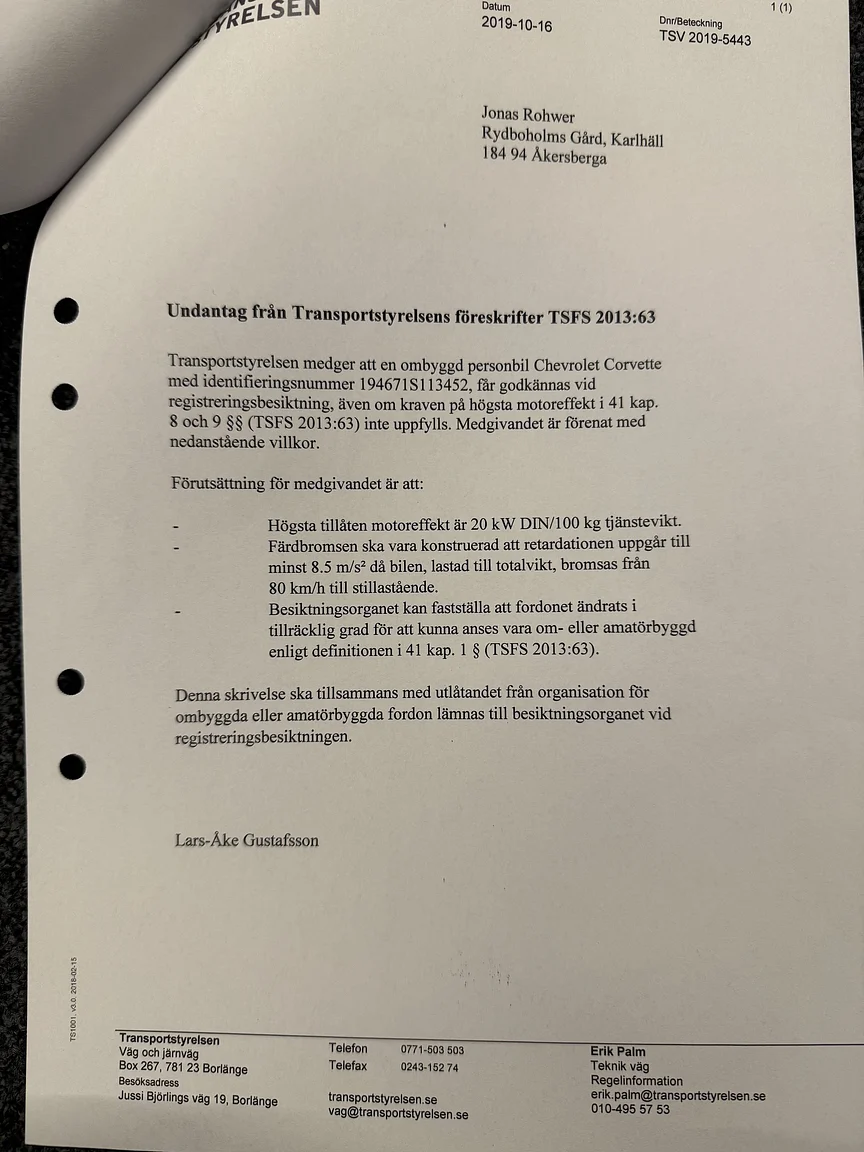 YRELSEN
Datum
2019-10-16
Dnr/Beteckning
TSV 2019-5443
1 (1)
Jonas Rohwer
Rydboholms Gård, Karlhäll
184 94 Åkersberga
Undantag från Transportstyrelsens föreskrifter TSFS 2013:63
Transportstyrelsen medger att en ombyggd personbil Chevrolet Corvette
med identifieringsnummer 194671S113452, får godkännas vid
registreringsbesiktning, även om kraven på högsta motoreffekt i 41 kap.
8 och 9 §§ (TSFS 2013:63) inte uppfylls. Medgivandet är förenat med
nedanstående villkor.
Förutsättning för medgivandet är att:
- Högsta tillåten motoreffekt är 20 kW DIN/100 kg tjänstevikt.
- Färdbromsen ska vara konstruerad att retardationen uppgår till
minst 8.5 m/s² då bilen, lastad till totalvikt, bromsas från
80 km/h till stillastående.
- Besiktningsorganet kan fastställa att fordonet ändrats i
tillräcklig grad för att kunna anses vara om- eller amatörbyggd
enligt definitionen i 41 kap. 1 § (TSFS 2013:63).
Denna skrivelse ska tillsammans med utlåtandet från organisation för
ombyggda eller amatörbyggda fordon lämnas till besiktningsorganet vid
registreringsbesiktningen.
Lars-Åke Gustafsson
TS1001, v3.0, 2018-02-15
Transportstyrelsen
Väg och järnväg
Box 267, 781 23 Borlänge
Besöksadress
Jussi Björlings väg 19, Borlänge
Telefon 0771-503 503
Telefax 0243-152 74
transportstyrelsen.se
vag@transportstyrelsen.se
Erik Palm
Teknik väg
Regelinformation
erik.palm@transportstyrelsen.se
010-495 57 53